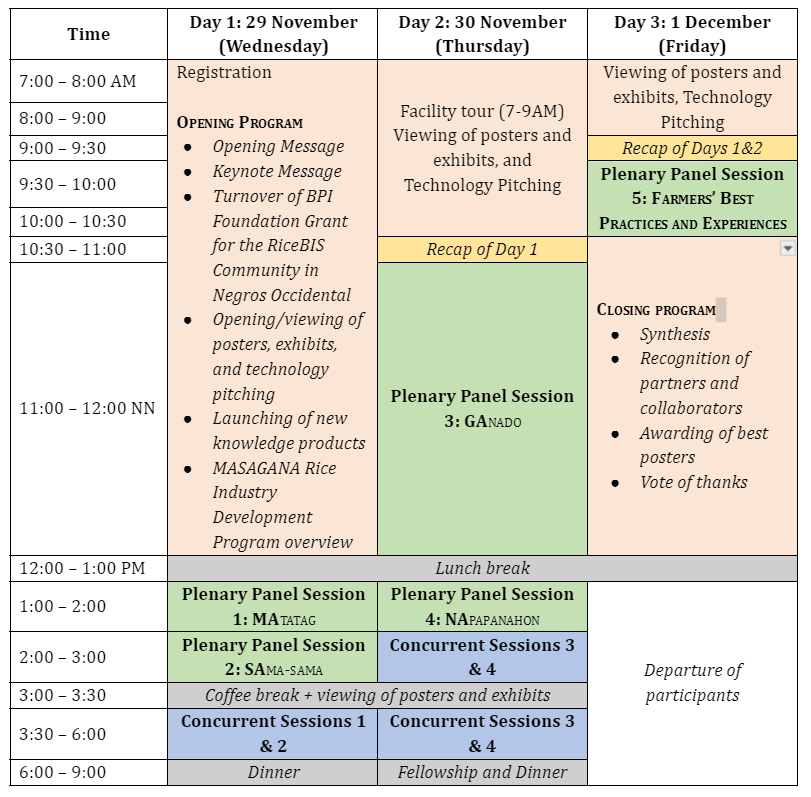 Time
Day 1: 29 November
(Wednesday)
Day 2: 30 November
(Thursday)
Day 3: 1 December
(Friday)
7:00 – 8:00 AM
8:00 – 9:00
9:00 – 9:30
9:30 – 10:00
10:00 – 10:30
10:30 – 11:00
11:00 – 12:00 NN
Registration
OPENING PROGRAM
● Opening Message
● Keynote Message
● Turnover of BPI
Foundation Grant
for the RiceBIS
Community in
Negros Occidental
● Opening/viewing of
posters, exhibits,
and technology
pitching
● Launching of new
knowledge products
● MASAGANA Rice
Industry
Development
Program overview
Facility tour (7-9AM)
Viewing of posters and
exhibits, and
Technology Pitching
Recap of Day 1
Plenary Panel Session
3: GANADO
Viewing of posters and
exhibits, Technology
Pitching
Recap of Days 1&2
Plenary Panel Session
5: FARMERS' BEST
PRACTICES AND EXPERIENCES
CLOSING PROGRAM
● Synthesis
● Recognition of
partners and
collaborators
● Awarding of best
posters
● Vote of thanks
12:00 – 1:00 PM
Lunch break
1:00 – 2:00
Plenary Panel Session
1: MATATAG
Plenary Panel Session
4: NAPAPANAHON
2:00 – 3:00
Plenary Panel Session
2: SAMA-SAMA
Concurrent Sessions 3
& 4
3:00 – 3:30
Coffee break + viewing of posters and exhibits
3:30 – 6:00
Concurrent Sessions 1
& 2
Concurrent Sessions 3
& 4
6:00 – 9:00
Dinner
Fellowship and Dinner
Departure of
participants